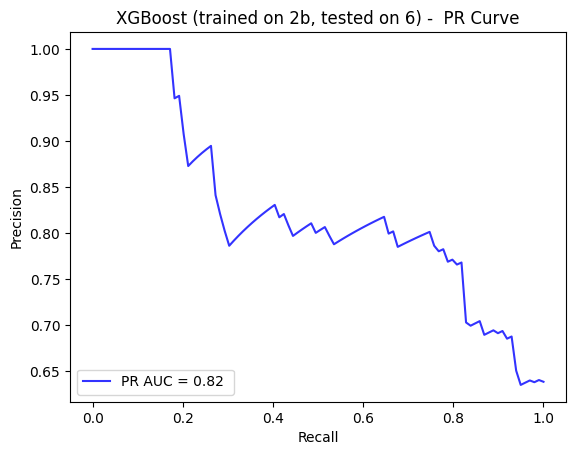 XGBoost (trained on 2b, tested on 6) -  PR Curve
Precision
1.00
0.95
0.90
0.85
0.80
0.75
0.70
0.65
PR AUC = 0.82
0.0 0.2 0.4 0.6 0.8 1.0
Recall